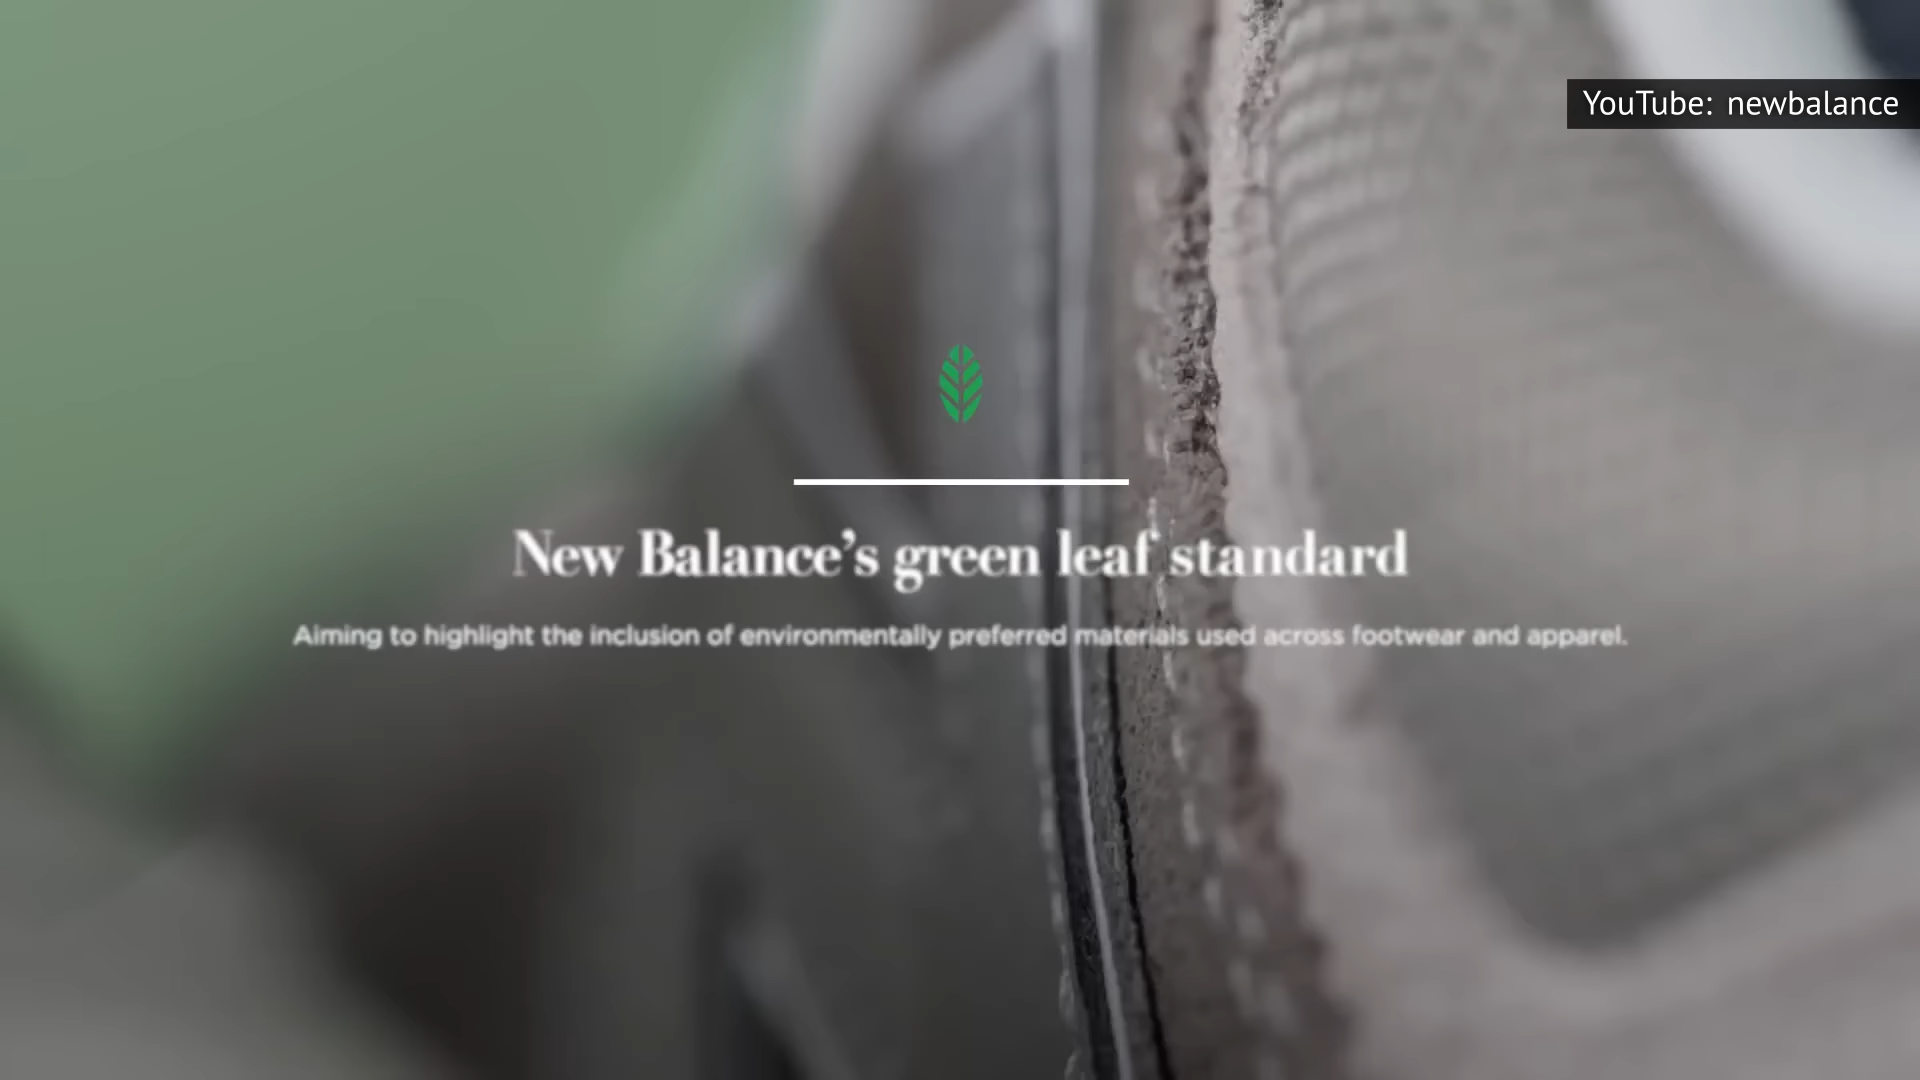 YouTube: newbalance
New Balance’s green leaf standard
Aiming to highlight the inclusion of environmentally preferred materials used across footwear and apparel.